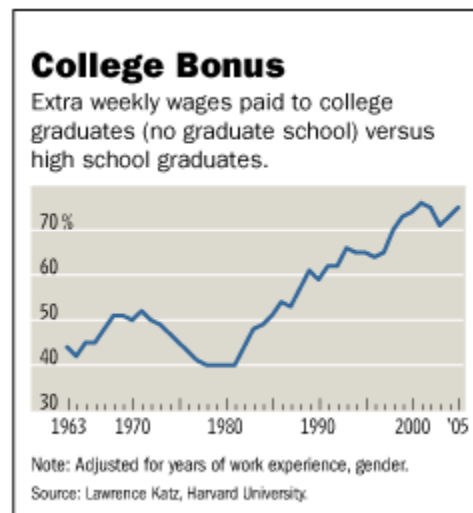 College Bonus
Extra weekly wages paid to college
graduates (no graduate school) versus
high school graduates.
70%
60
50
40
30
1963 1970 1980 1990 2000 '05
Note: Adjusted for years of work experience, gender.
Source: Lawrence Katz, Harvard University.